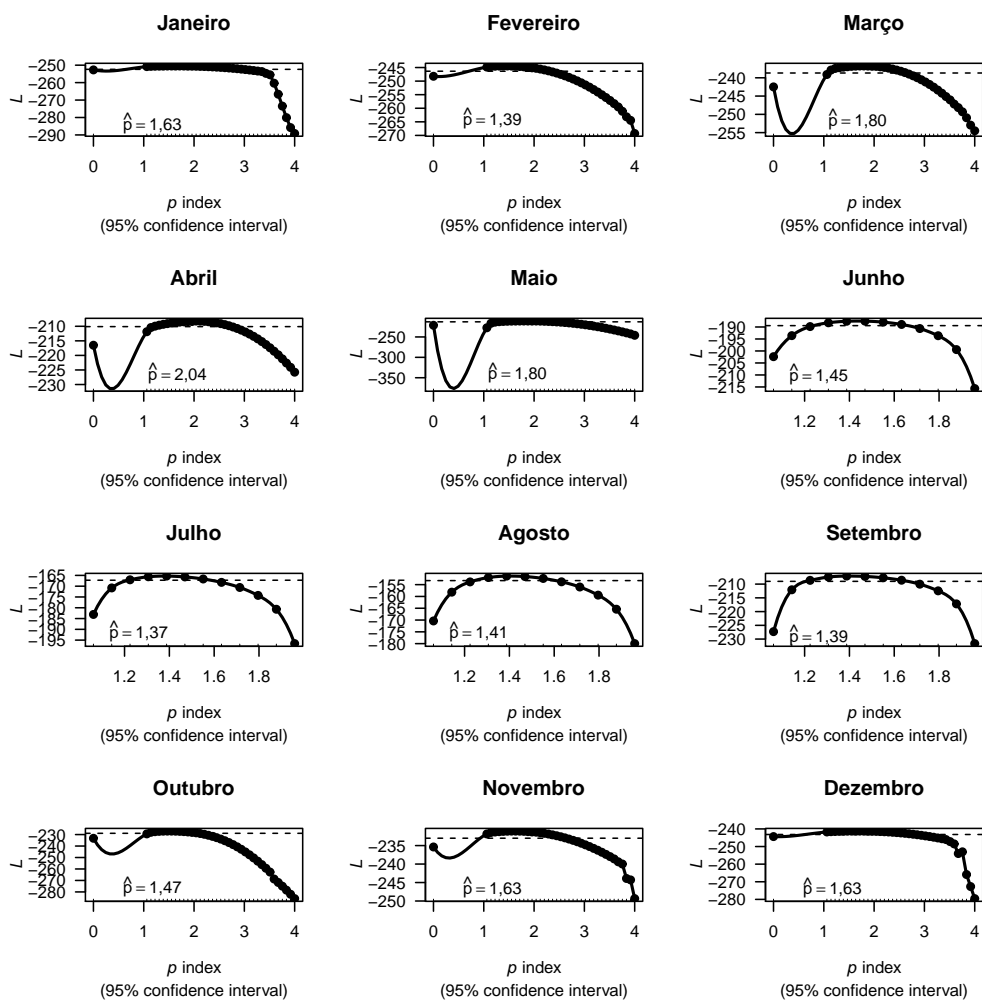 Janeiro
−250
−260
−270
−280
−290
L
p̂ = 1,63
0 1 2 3 4
p index
(95% confidence interval)
Fevereiro
−245
−250
−255
−260
−265
−270
L
p̂ = 1,39
0 1 2 3 4
p index
(95% confidence interval)
Março
−240
−245
−250
−255
L
p̂ = 1,80
0 1 2 3 4
p index
(95% confidence interval)
Abril
−210
−215
−220
−225
−230
L
p̂ = 2,04
0 1 2 3 4
p index
(95% confidence interval)
Maio
−250
−300
−350
L
p̂ = 1,80
0 1 2 3 4
p index
(95% confidence interval)
Junho
−190
−195
−200
−205
−210
−215
L
p̂ = 1,45
1.2 1.4 1.6 1.8
p index
(95% confidence interval)
Julho
−165
−170
−175
−180
−185
−190
−195
L
p̂ = 1,37
1.2 1.4 1.6 1.8
p index
(95% confidence interval)
Agosto
−155
−160
−165
−170
−175
−180
L
p̂ = 1,41
1.2 1.4 1.6 1.8
p index
(95% confidence interval)
Setembro
−210
−215
−220
−225
−230
L
p̂ = 1,39
1.2 1.4 1.6 1.8
p index
(95% confidence interval)
Outubro
−230
−240
−250
−260
−270
−280
L
p̂ = 1,47
0 1 2 3 4
p index
(95% confidence interval)
Novembro
−235
−240
−245
−250
L
p̂ = 1,63
0 1 2 3 4
p index
(95% confidence interval)
Dezembro
−240
−250
−260
−270
−280
L
p̂ = 1,63
0 1 2 3 4
p index
(95% confidence interval)